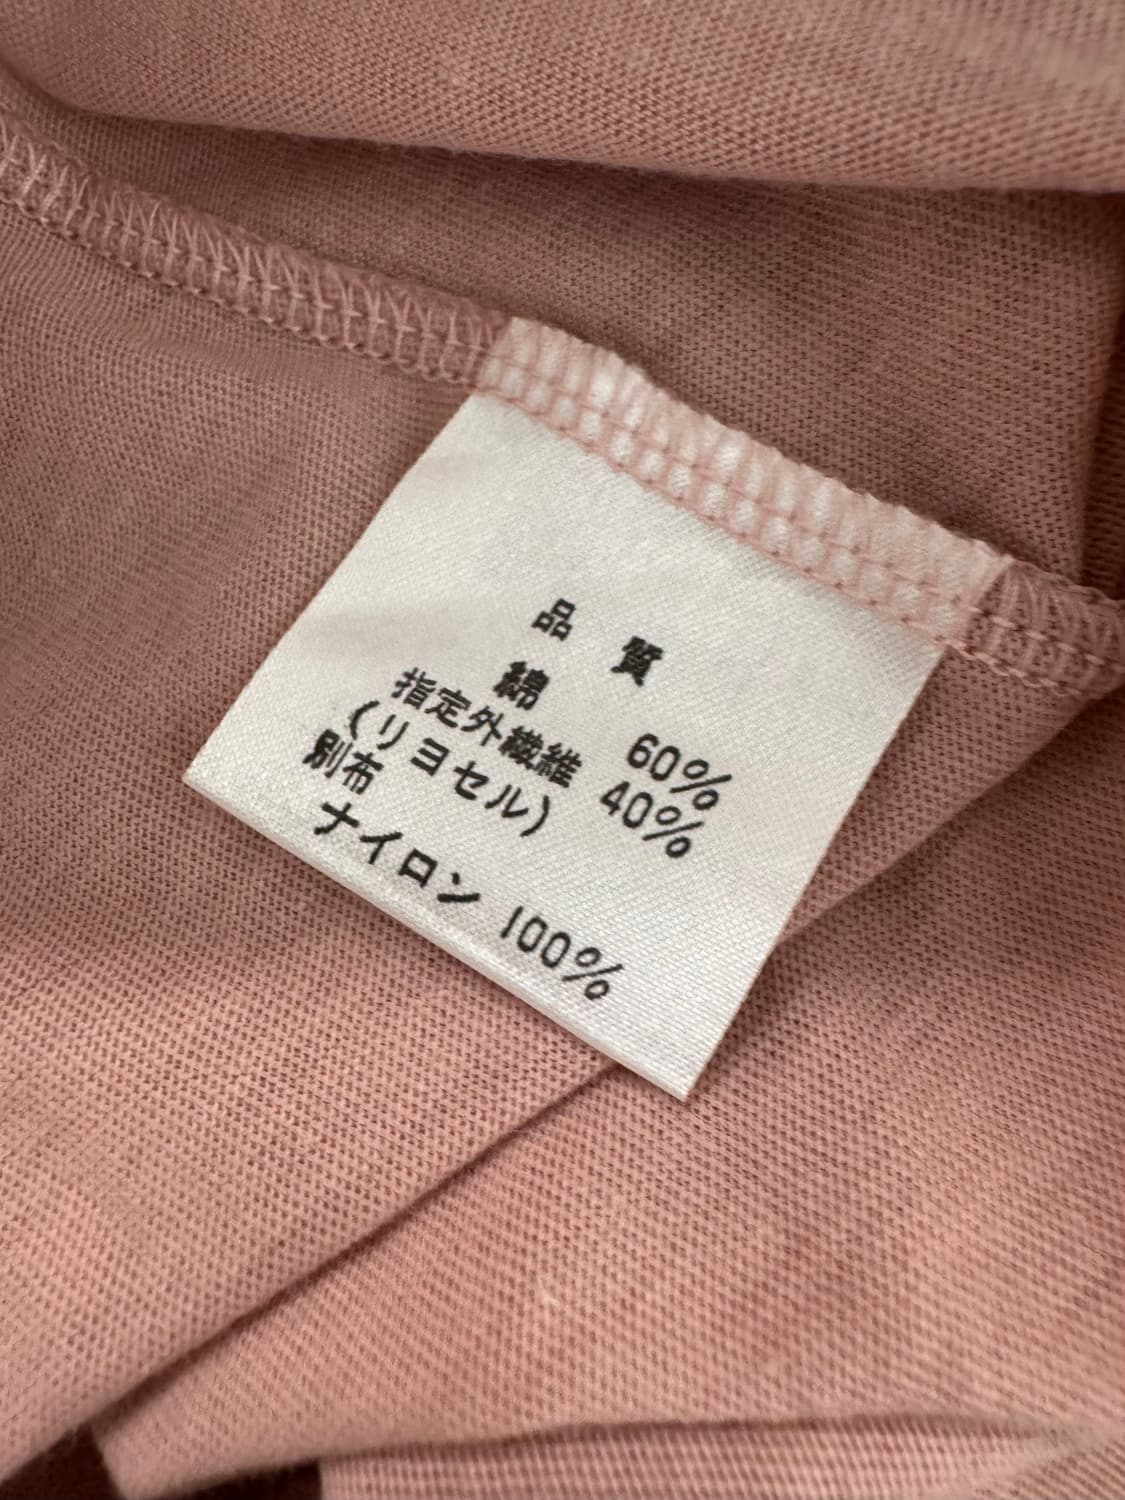 品 質
綿 60%
指定外繊維 40%
(リヨセル)
別布
ナイロン 100%